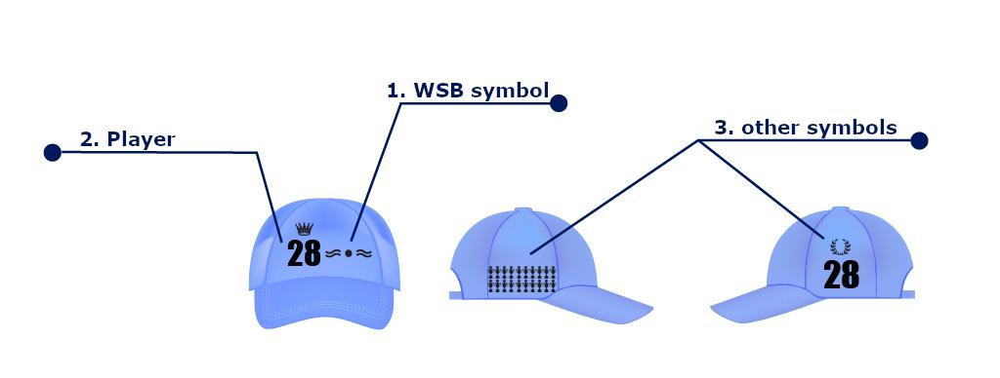 1. WSB symbol
2. Player
3. other symbols
28
28